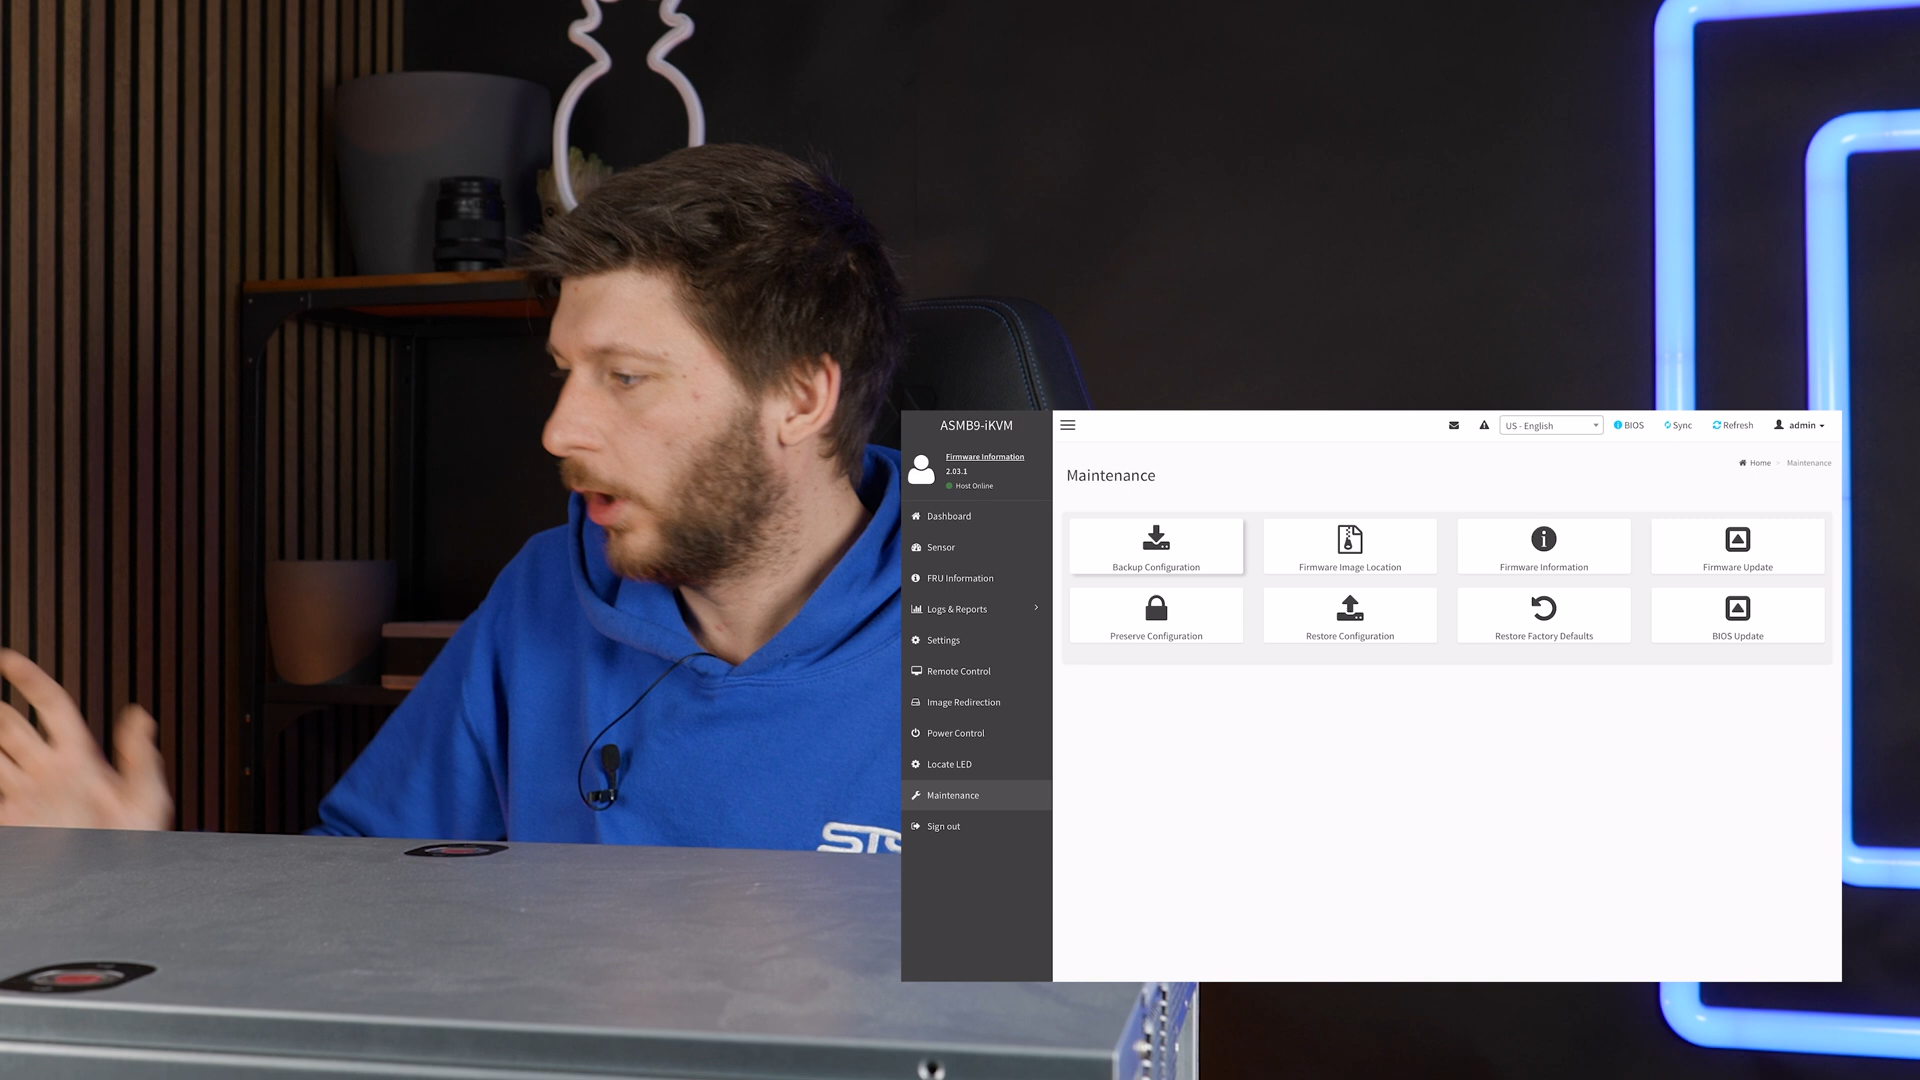 ASMB9-iKVM
Firmware Information
2.03.1
Host Online
Dashboard
Sensor
FRU Information
Logs & Reports
Settings
Remote Control
Image Redirection
Power Control
Locate LED
Maintenance
Sign out
US - English
BIOS
Sync
Refresh
admin
Home > Maintenance
Maintenance
Backup Configuration
Firmware Image Location
Firmware Information
Firmware Update
Preserve Configuration
Restore Configuration
Restore Factory Defaults
BIOS Update